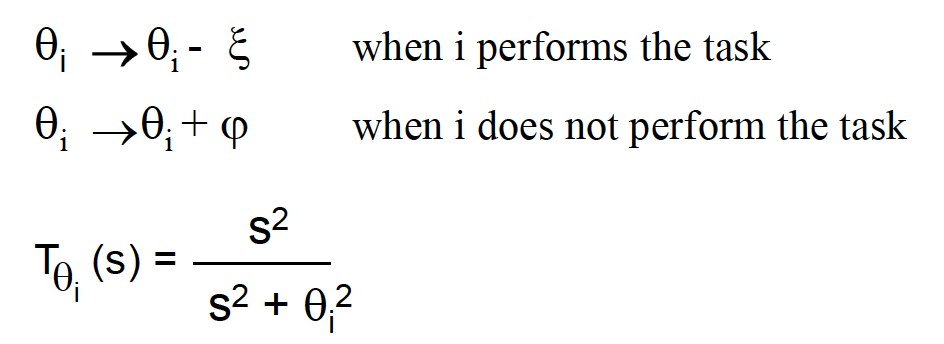 θi → θi - ξ when i performs the task
θi → θi + φ when i does not perform the task
Tθi (s) = s2 / s2 + θi2